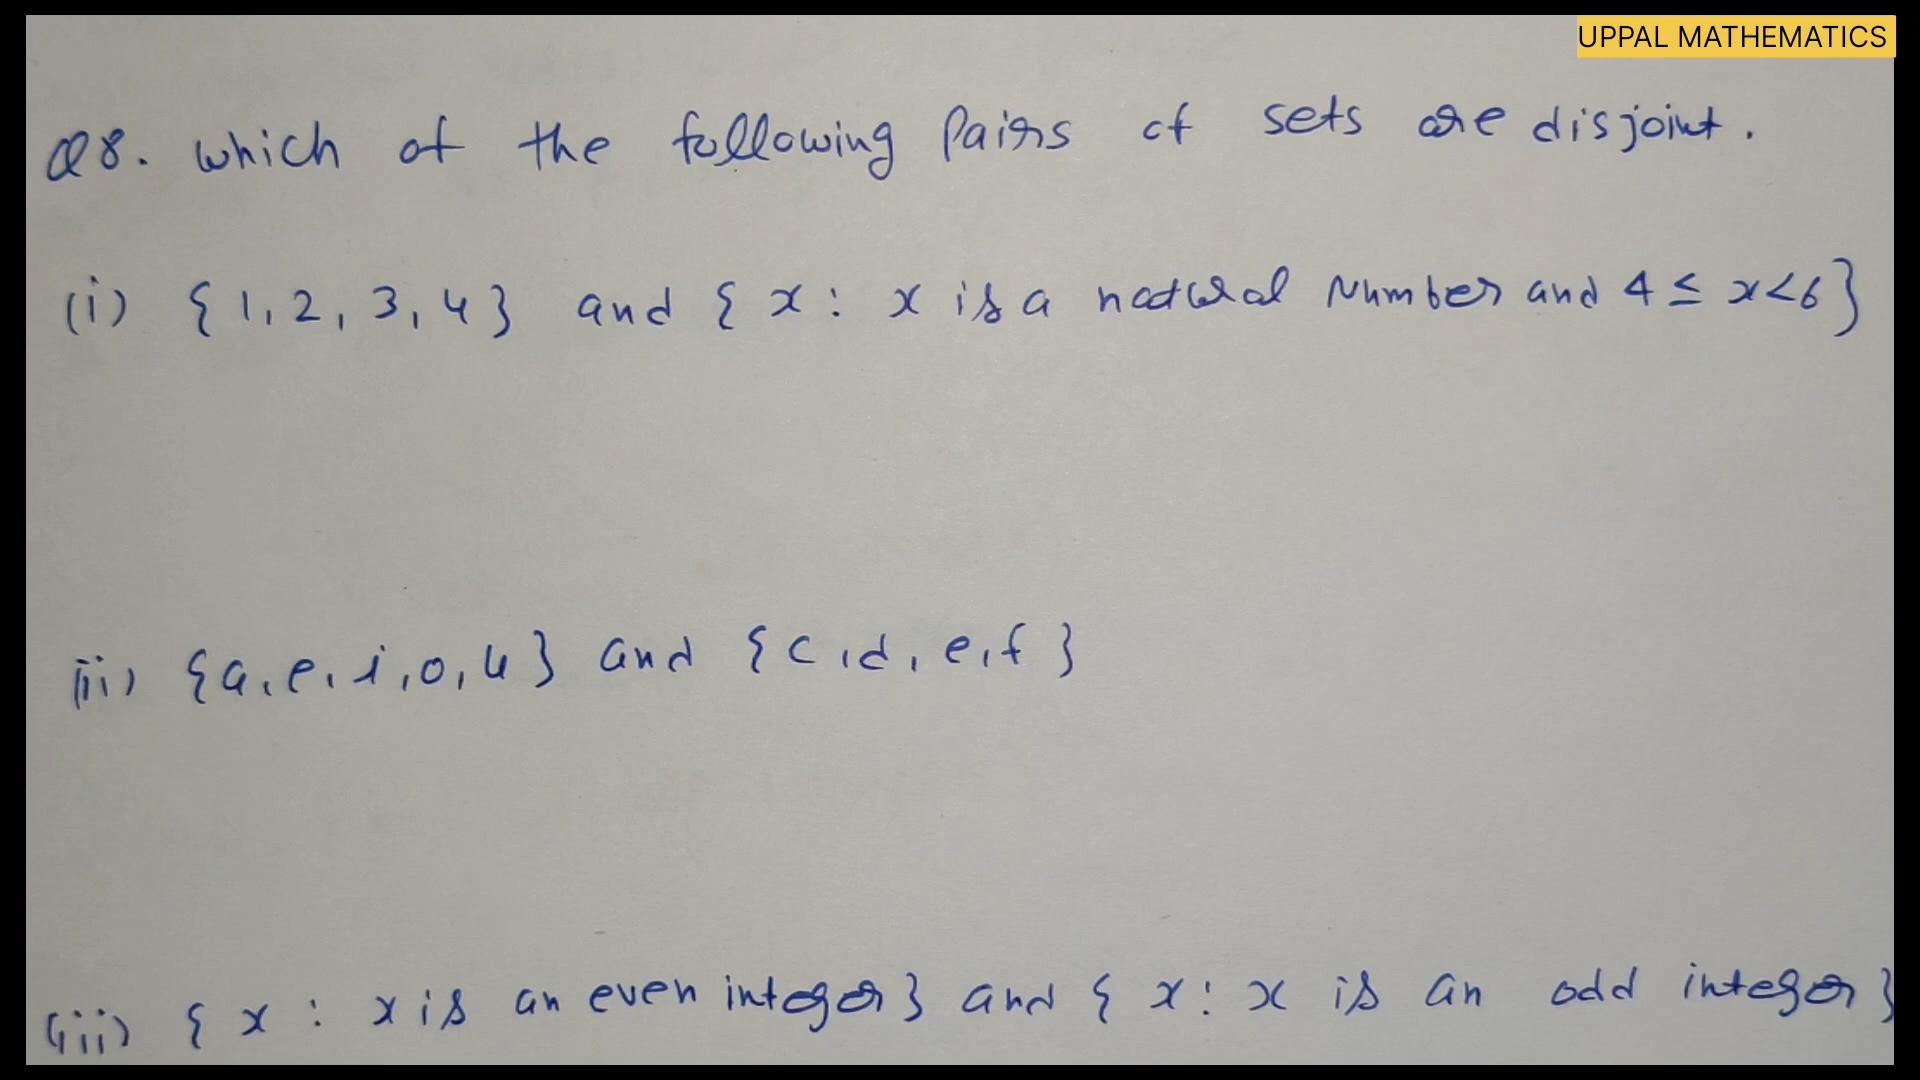 UPPAL MATHEMATICS
Q8. which of the following Pairs of sets are disjoint.
(i) {1, 2, 3, 4} and { x : x is a natural Number and 4 ≤ x<6}
(ii) {a, e, i, o, u} and {c, d, e, f}
(iii) { x : x is an even integer} and { x : x is an odd integer}